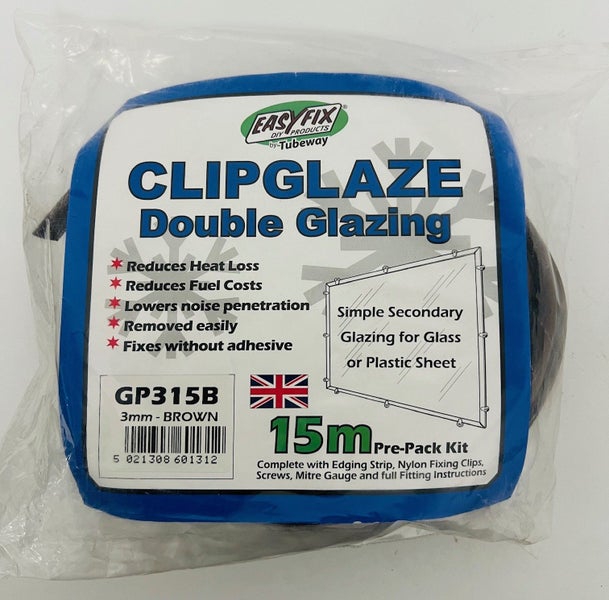 EASYFIX®
DIY PRODUCTS
by Tubeway
CLIPGLAZE
Double Glazing
Reduces Heat Loss
Reduces Fuel Costs
Lowers noise penetration
Removed easily
Fixes without adhesive
Simple Secondary
Glazing for Glass
or Plastic Sheet
GP315B
3mm - BROWN
5 021308 601312
15m Pre-Pack Kit
Complete with Edging Strip, Nylon Fixing Clips,
Screws, Mitre Gauge and full Fitting Instructions